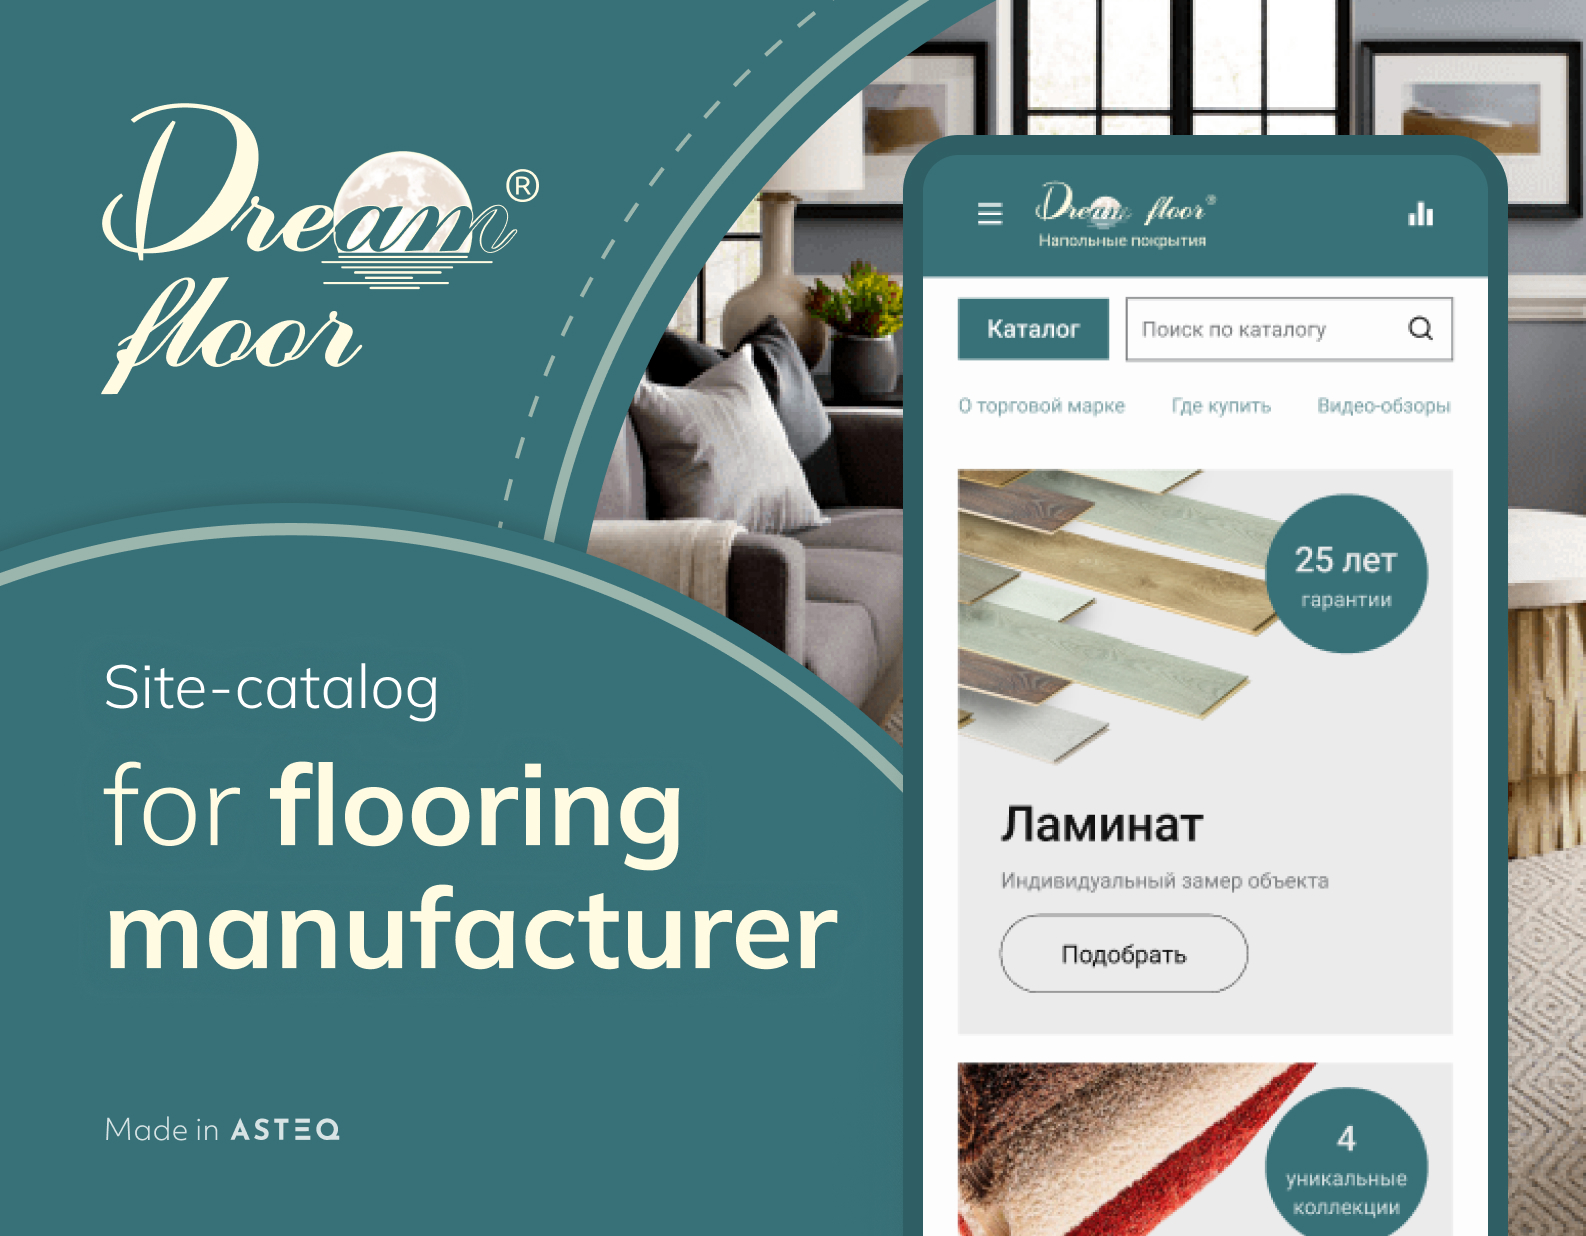 Dream®
floor
Site-catalog
for flooring
manufacturer
Made in ASTEQ
Dream floor®
Напольные покрытия
Каталог
Поиск по каталогу
О торговой марке Где купить Видео-обзоры
25 лет
гарантии
Ламинат
Индивидуальный замер объекта
Подобрать
4
уникальные
коллекции